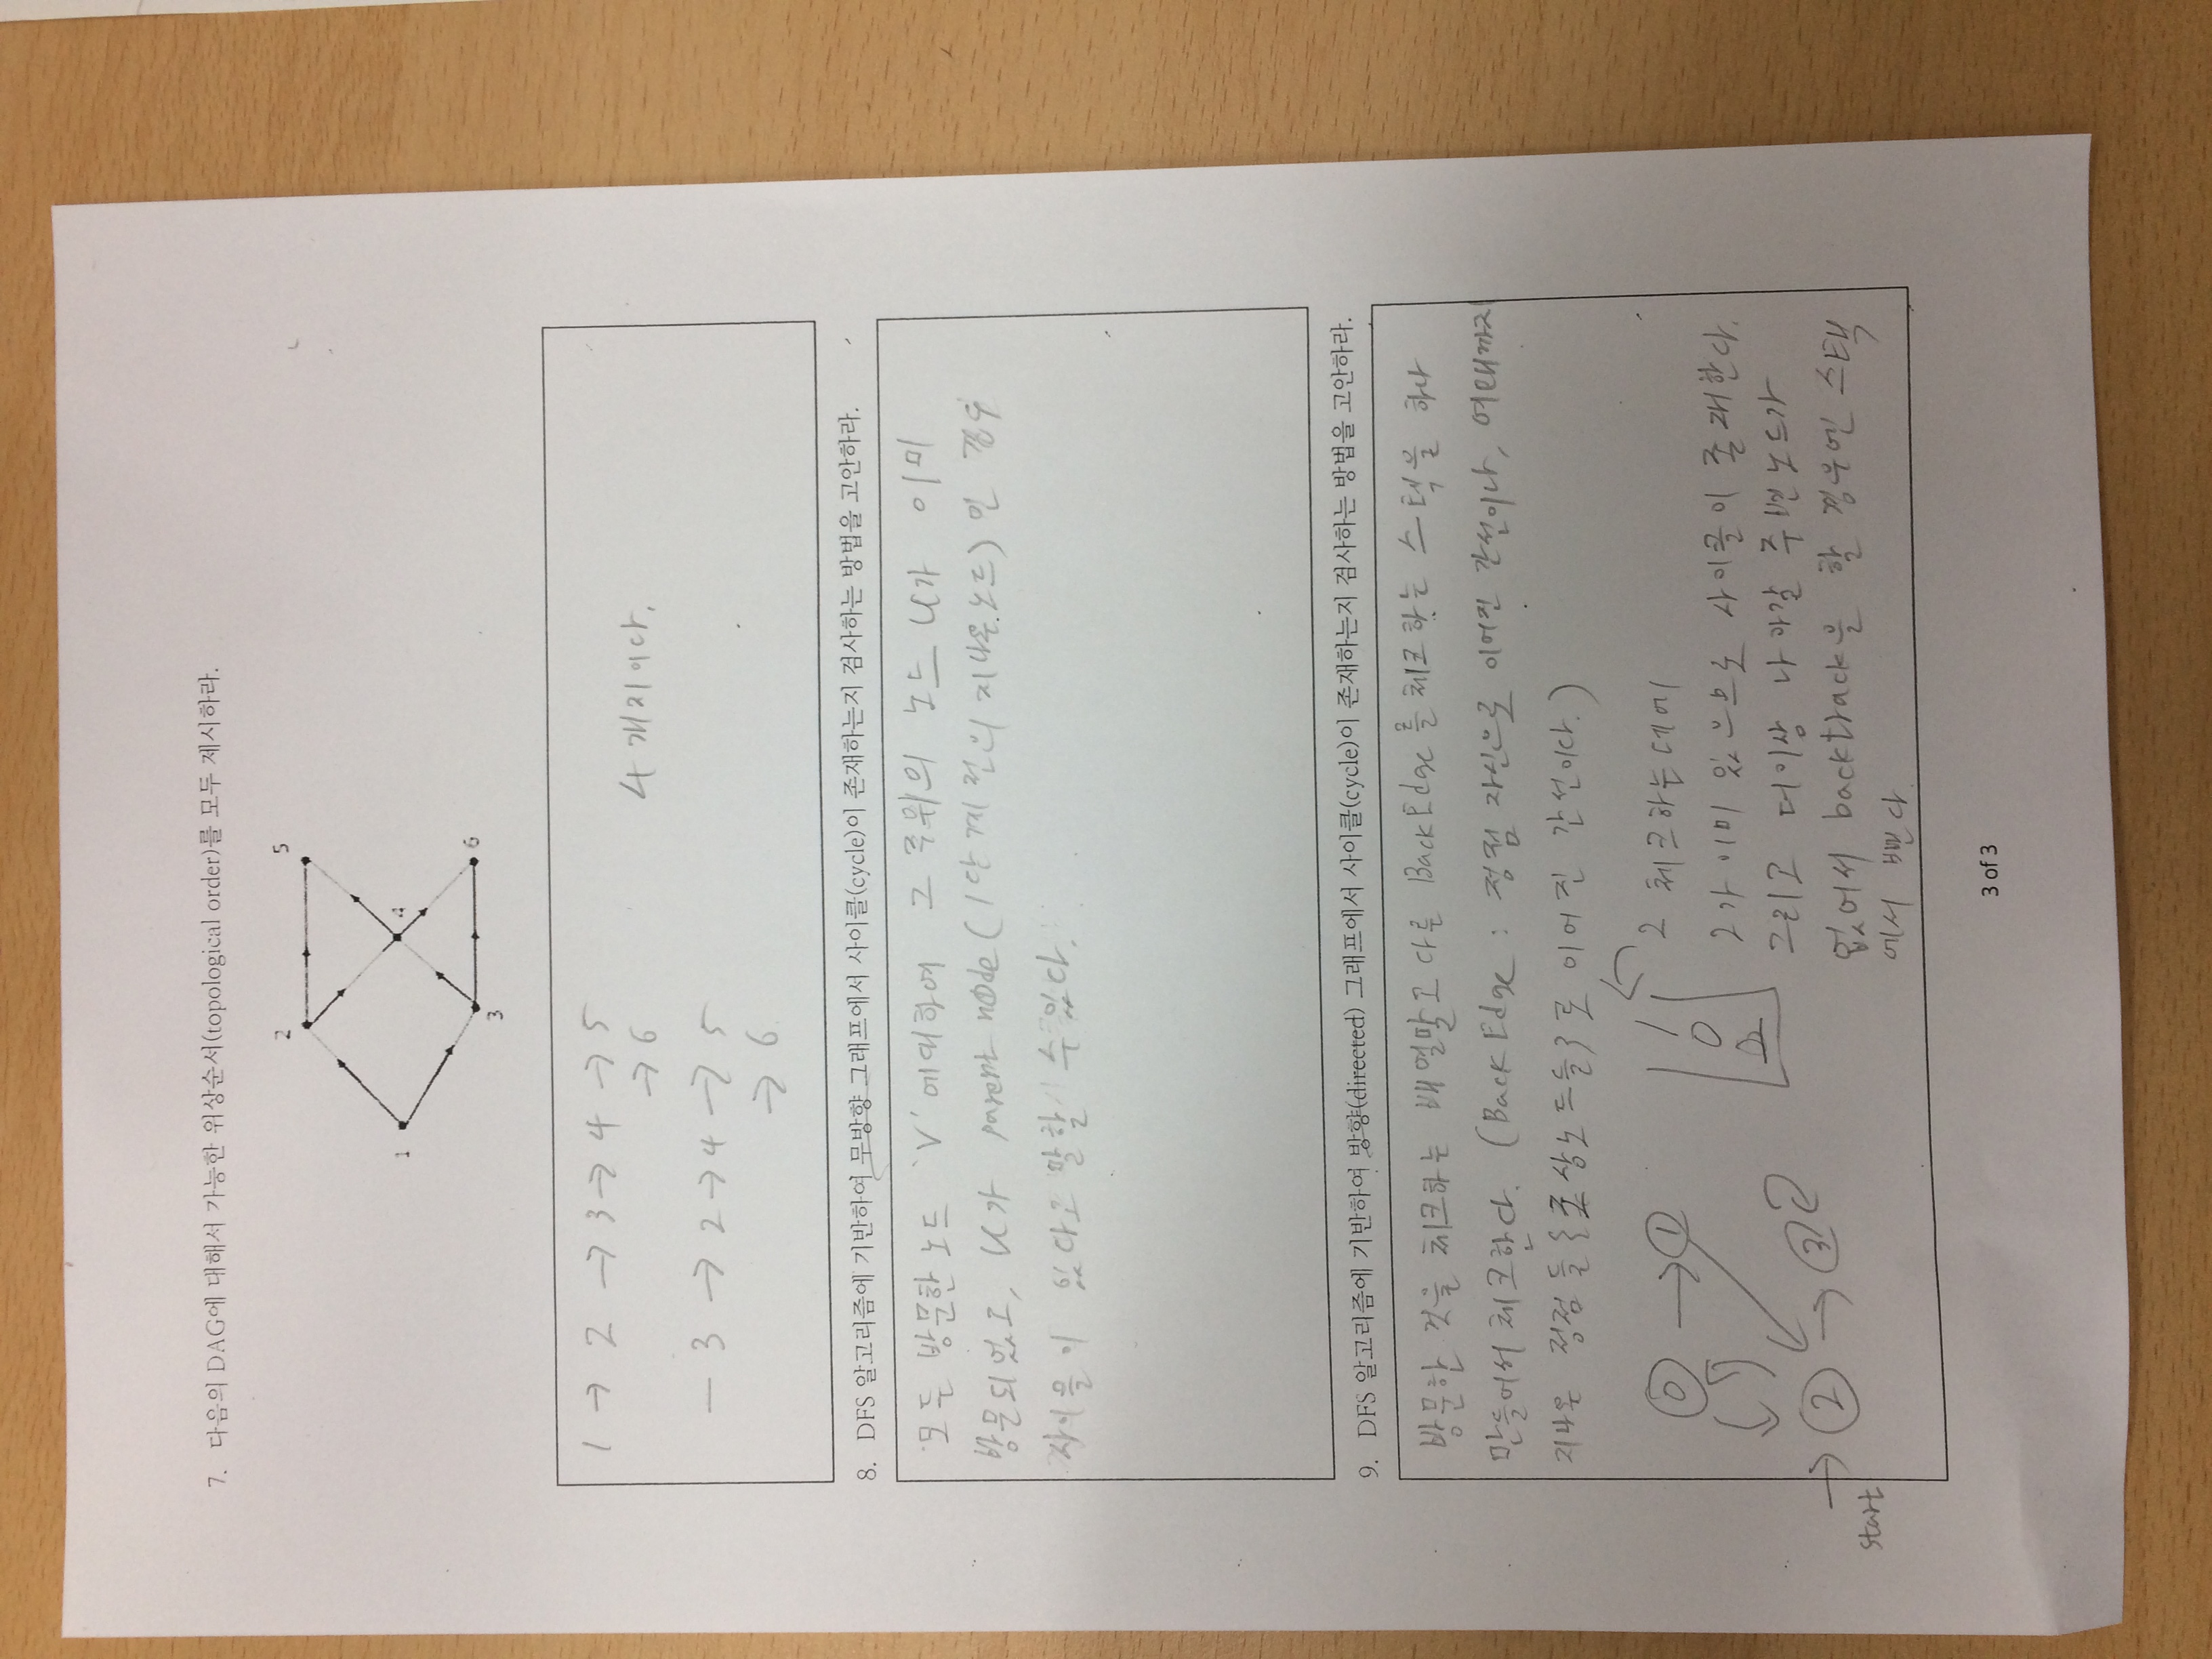 7. 다음의 DAG에 대해서 가능한 위상순서(topological order)를 모두 제시하라.
2 5
1 4
3 6
1 → 2 → 3 → 4 → 5
→ 6
4개지이다.
— 3 → 2 → 4 → 5
→ 6
8. DFS 알고리즘에 기반하여 무방향 그래프에서 사이클(cycle)이 존재하는지 검사하는 방법을 고안하라.
모든 방문한 노드 'V'에 대하여 그 주위의 노드 U가 이미
방문되었고, U가 parent node (1단계 전의 지나온 노드) 인 경우
사이클이 있다고 말할 수 있다.
9. DFS 알고리즘에 기반하여 방향(directed) 그래프에서 사이클(cycle)이 존재하는지 검사하는 방법을 고안하라.
방문한 것을 체크하는 배열말고 다른 BackEdge를 체크하는 스텍을 하나
만들어서 체크한다. (Back Edge : 정점 자신으로 이어진 간선이나, 여때까지
지나온 정점들{조상노드들}로 이어진 간선이다.)
0 → 1
2 → 3
start
1
0
2
2 체크하는데에
2가 이미 있으므로 사이클이 존재한다.
그리고 더이상 나아갈 주변노드가
없어서 backtrack을 할 경우엔 스텍
에서 뺀다.
3 of 3